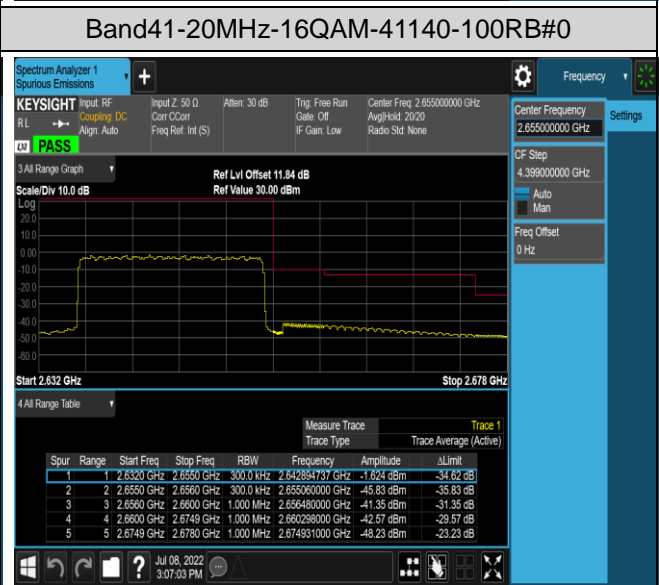 Band41-20MHz-16QAM-41140-100RB#0
Spectrum Analyzer 1
Spurious Emissions
Frequency
KEYSIGHT Input: RF Input Z: 50 Ω Atten: 30 dB Trig: Free Run Center Freq: 2.655000000 GHz
RL Coupling: DC Corr CCorr Gate: Off Avg|Hold: 20/20
Align: Auto Freq Ref: Int (S) IF Gain: Low Radio Std: None
PASS
Center Frequency
2.655000000 GHz
Settings
CF Step
4.399000000 GHz
Auto
Man
Freq Offset
0 Hz
3 All Range Graph
Ref Lvl Offset 11.84 dB
Scale/Div 10.0 dB Ref Value 30.00 dBm
Log
20.0
10.0
0.00
-10.0
-20.0
-30.0
-40.0
-50.0
-60.0
Start 2.632 GHz Stop 2.678 GHz
4 All Range Table
Measure Trace Trace 1
Trace Type Trace Average (Active)
Spur Range Start Freq Stop Freq RBW Frequency Amplitude ΔLimit
1 1 2.6320 GHz 2.6550 GHz 300.0 kHz 2.642894737 GHz -1.624 dBm -34.62 dB
2 2 2.6550 GHz 2.6560 GHz 300.0 kHz 2.655060000 GHz -45.83 dBm -35.83 dB
3 3 2.6560 GHz 2.6600 GHz 1.000 MHz 2.656480000 GHz -41.35 dBm -31.35 dB
4 4 2.6600 GHz 2.6749 GHz 1.000 MHz 2.660298000 GHz -42.57 dBm -29.57 dB
5 5 2.6749 GHz 2.6780 GHz 1.000 MHz 2.674931000 GHz -48.23 dBm -23.23 dB
Jul 08, 2022
3:07:03 PM